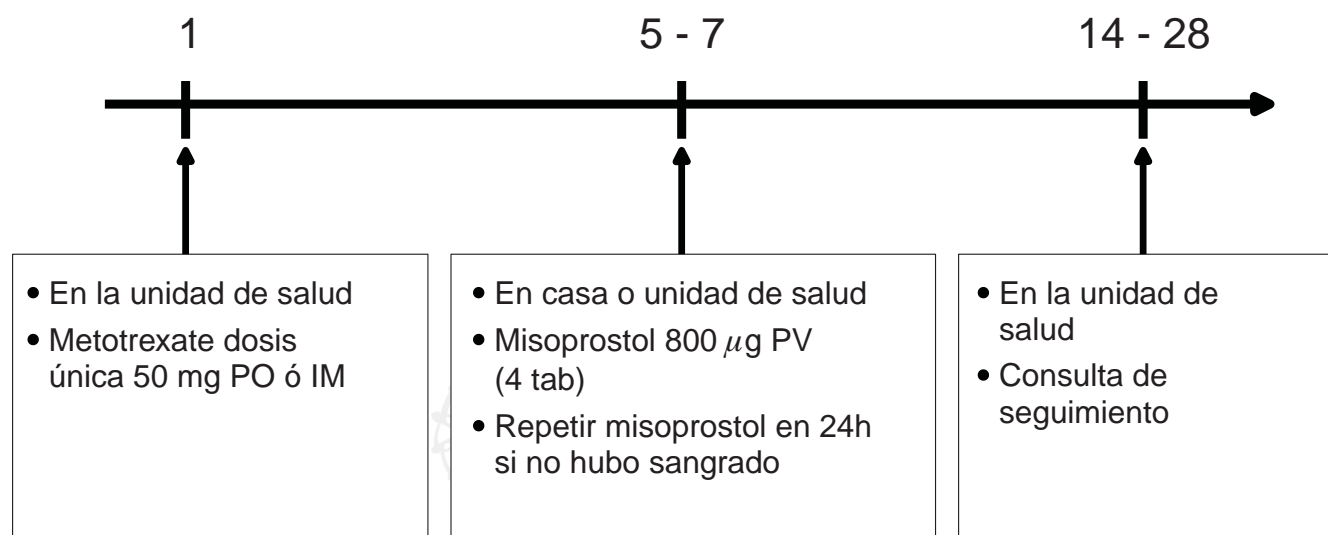 1
5 - 7
14 - 28
• En la unidad de salud
• Metotrexate dosis
única 50 mg PO ó IM
• En casa o unidad de salud
• Misoprostol 800 µg PV
(4 tab)
• Repetir misoprostol en 24h
si no hubo sangrado
• En la unidad de
salud
• Consulta de
seguimiento